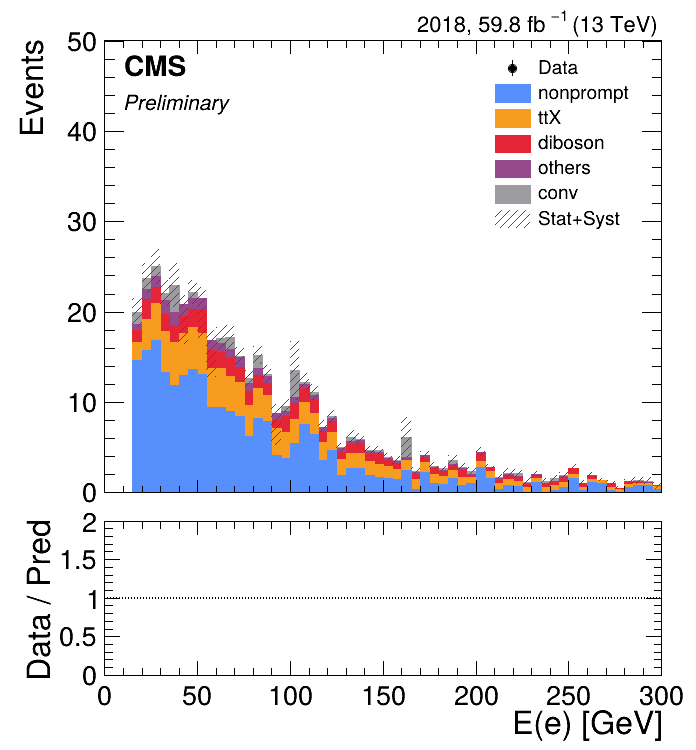 2018, 59.8 fb⁻¹ (13 TeV)
CMS
Preliminary
Data
nonprompt
ttX
diboson
others
conv
Stat+Syst
Events
50
40
30
20
10
0
Data / Pred
2
1.5
1
0.5
0
0 50 100 150 200 250 300
E(e) [GeV]